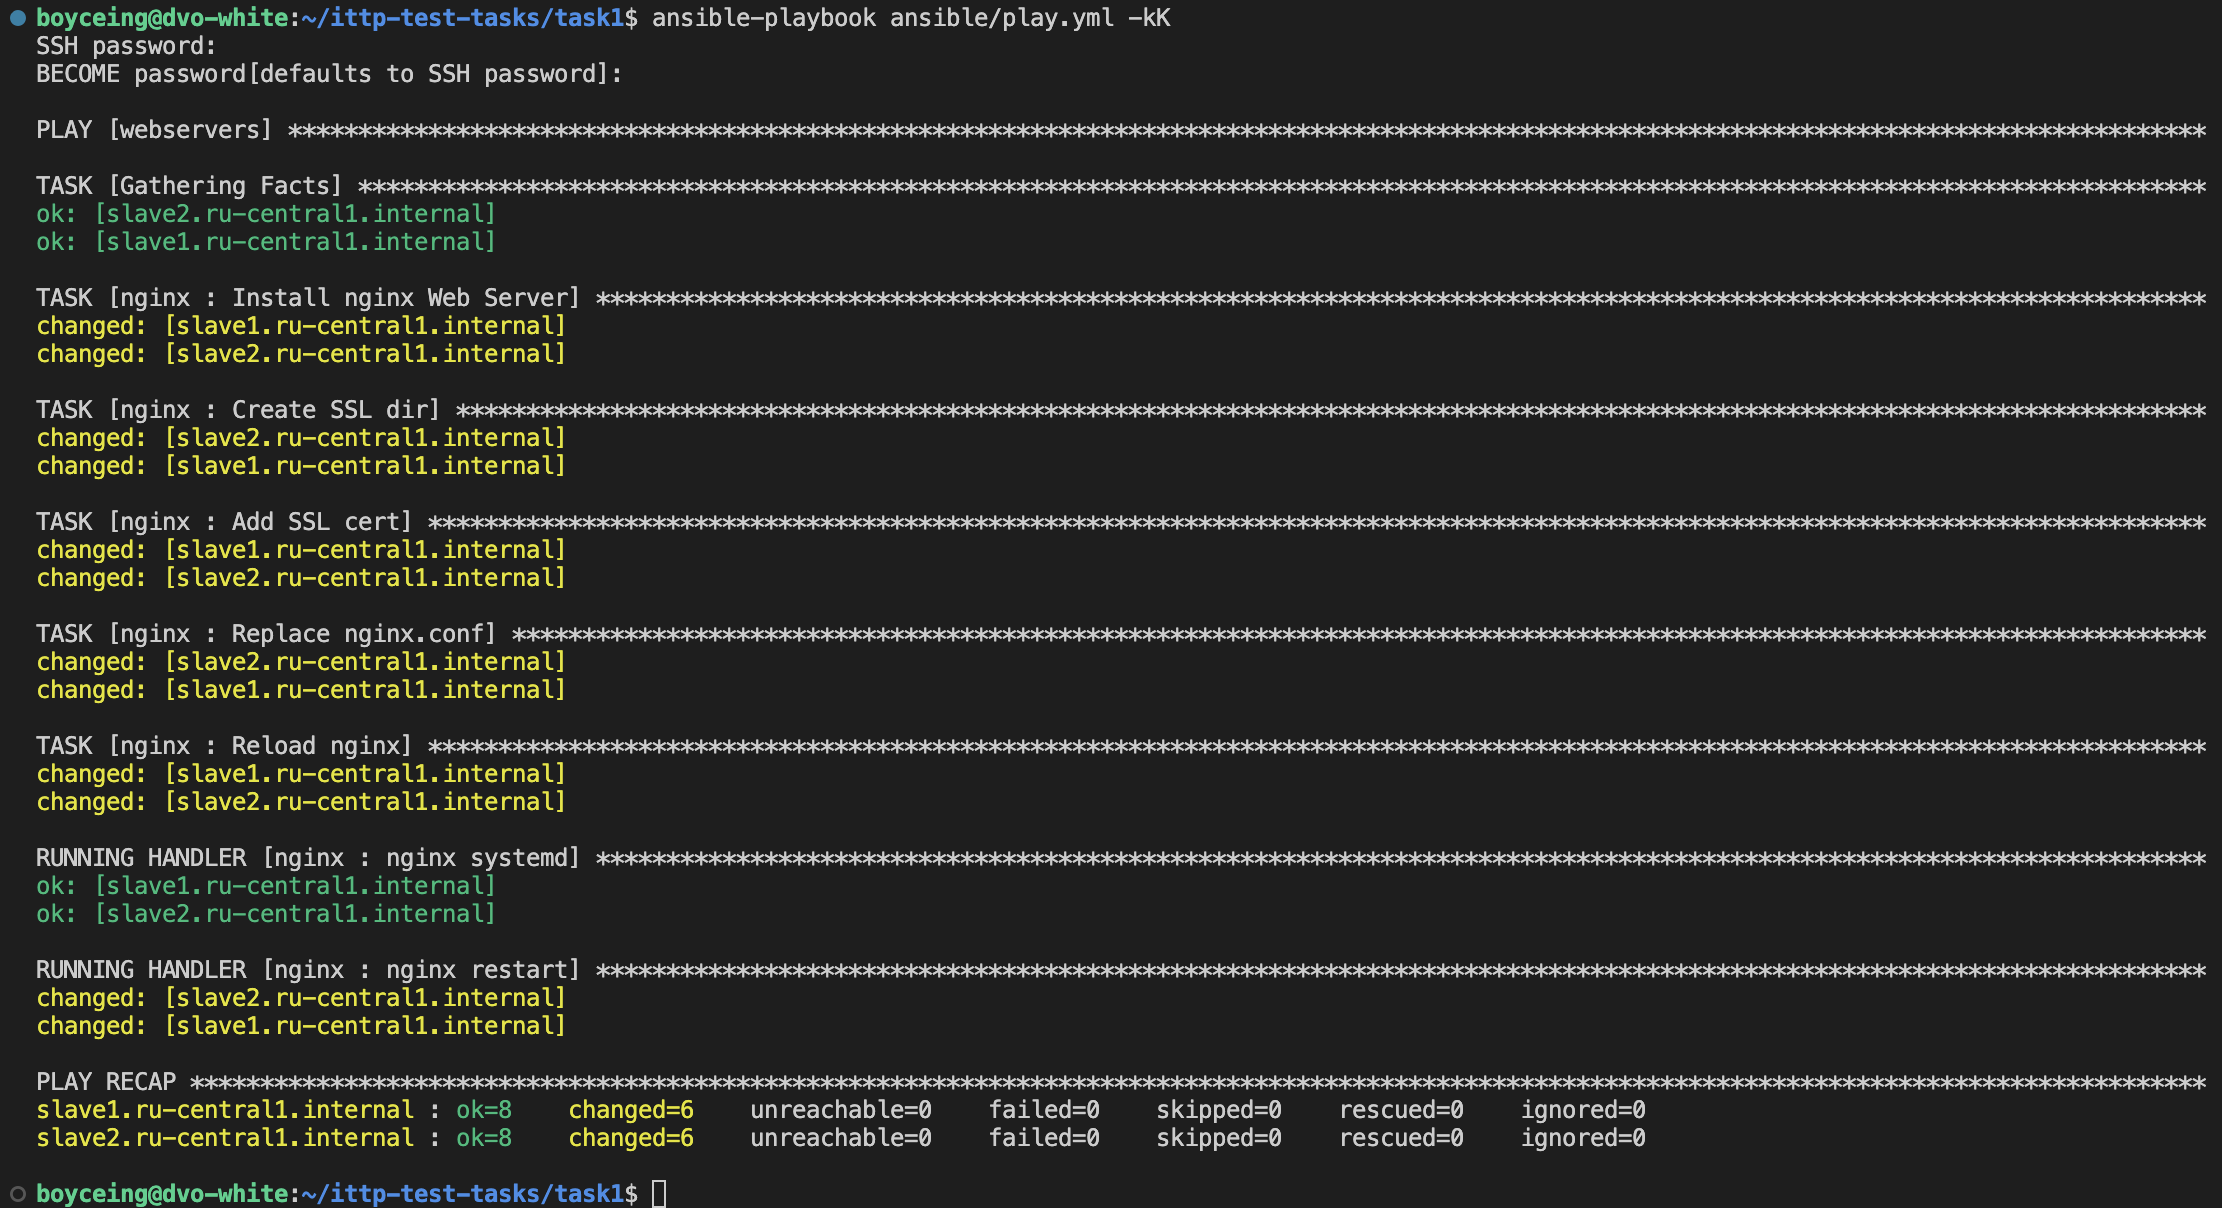 boyceing@dvo-white:~/ittp-test-tasks/task1$ ansible-playbook ansible/play.yml -kK
SSH password:
BECOME password[defaults to SSH password]:
PLAY [webservers] *****************************************************************************************************************************************
TASK [Gathering Facts] ************************************************************************************************************************************
ok: [slave2.ru-central1.internal]
ok: [slave1.ru-central1.internal]
TASK [nginx : Install nginx Web Server] *******************************************************************************************************************
changed: [slave1.ru-central1.internal]
changed: [slave2.ru-central1.internal]
TASK [nginx : Create SSL dir] *****************************************************************************************************************************
changed: [slave2.ru-central1.internal]
changed: [slave1.ru-central1.internal]
TASK [nginx : Add SSL cert] *******************************************************************************************************************************
changed: [slave1.ru-central1.internal]
changed: [slave2.ru-central1.internal]
TASK [nginx : Replace nginx.conf] *************************************************************************************************************************
changed: [slave2.ru-central1.internal]
changed: [slave1.ru-central1.internal]
TASK [nginx : Reload nginx] *******************************************************************************************************************************
changed: [slave1.ru-central1.internal]
changed: [slave2.ru-central1.internal]
RUNNING HANDLER [nginx : nginx systemd] *******************************************************************************************************************
ok: [slave1.ru-central1.internal]
ok: [slave2.ru-central1.internal]
RUNNING HANDLER [nginx : nginx restart] *******************************************************************************************************************
changed: [slave2.ru-central1.internal]
changed: [slave1.ru-central1.internal]
PLAY RECAP ************************************************************************************************************************************************
slave1.ru-central1.internal : ok=8    changed=6    unreachable=0    failed=0    skipped=0    rescued=0    ignored=0
slave2.ru-central1.internal : ok=8    changed=6    unreachable=0    failed=0    skipped=0    rescued=0    ignored=0
boyceing@dvo-white:~/ittp-test-tasks/task1$